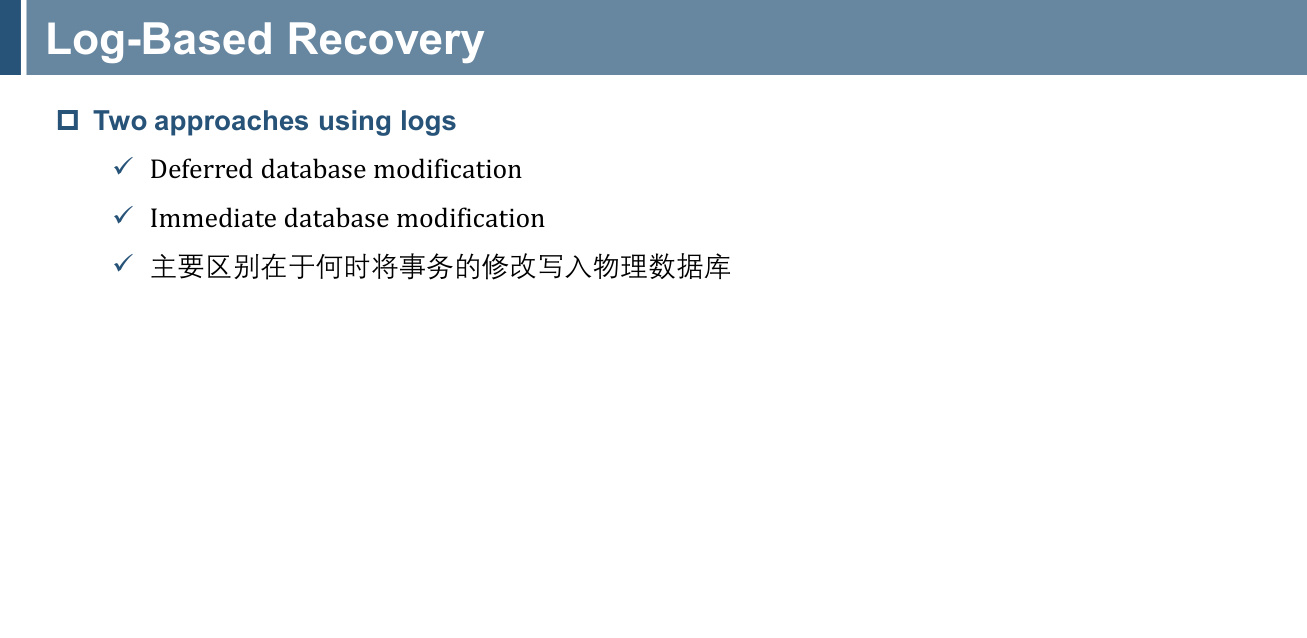 Log-Based Recovery
Two approaches using logs
Deferred database modification
Immediate database modification
主要区别在于何时将事务的修改写入物理数据库